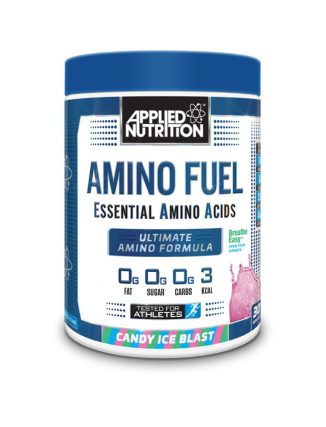 APPLIED
NUTRITION
AMINO FUEL
ESSENTIAL AMINO ACIDS
ULTIMATE
AMINO FORMULA
Breathe
Easy™
0G 0G 0G 3
FAT SUGAR CARBS KCAL
TESTED FOR
ATHLETES
CANDY ICE BLAST